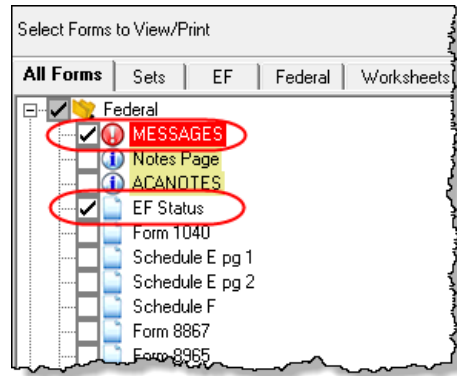 Select Forms to View/Print
All Forms Sets EF Federal Worksheets
Federal
MESSAGES
Notes Page
ACANOTES
EF Status
Form 1040
Schedule E pg 1
Schedule E pg 2
Schedule F
Form 8867
Form 8965